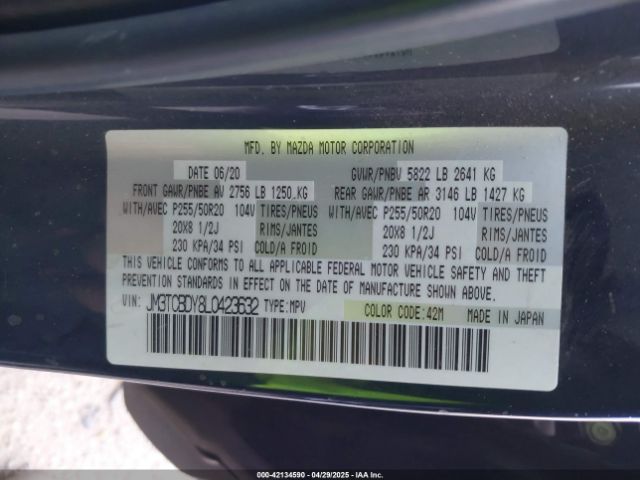 MFD. BY MAZDA MOTOR CORPORATION
DATE 06/20 GVWR/PNBV 5822 LB 2641 KG
FRONT GAWR/PNBE AV 2756 LB 1250 KG REAR GAWR/PNBE AR 3146 LB 1427 KG
WITH/AVEC P255/50R20 104V TIRES/PNEUS WITH/AVEC P255/50R20 104V TIRES/PNEUS
20X8 1/2J RIMS/JANTES 20X8 1/2J RIMS/JANTES
230 KPA/34 PSI COLD/A FROID 230 KPA/34 PSI COLD/A FROID
THIS VEHICLE CONFORMS TO ALL APPLICABLE FEDERAL MOTOR VEHICLE SAFETY AND THEFT
PREVENTION STANDARDS IN EFFECT ON THE DATE OF MANUFACTURE SHOWN ABOVE.
VIN: JM3TCBDY8L0423532 TYPE:MPV COLOR CODE:42M MADE IN JAPAN
000-42134590 - 04/29/2025 - IAAI.COM